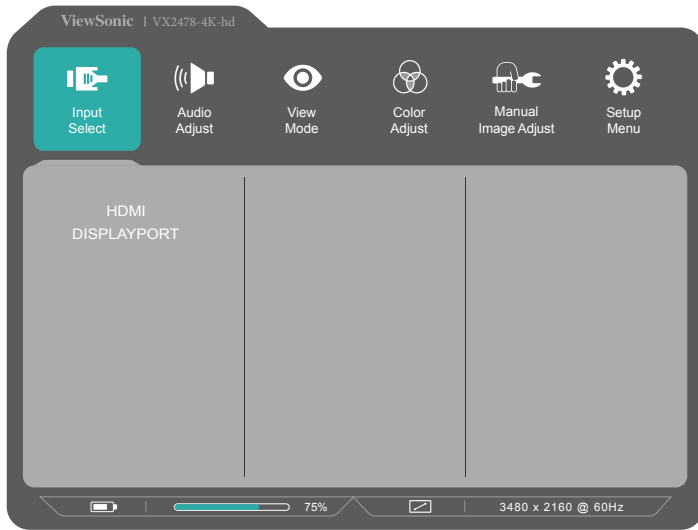 ViewSonic | VX2478-4K-hd
Input
Select
Audio
Adjust
View
Mode
Color
Adjust
Manual
Image Adjust
Setup
Menu
HDMI
DISPLAYPORT
75%
3480 x 2160 @ 60Hz